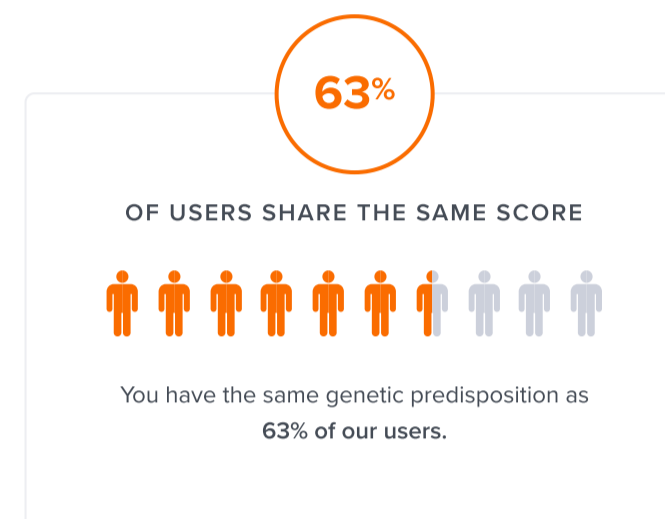 63%
OF USERS SHARE THE SAME SCORE
You have the same genetic predisposition as
63% of our users.